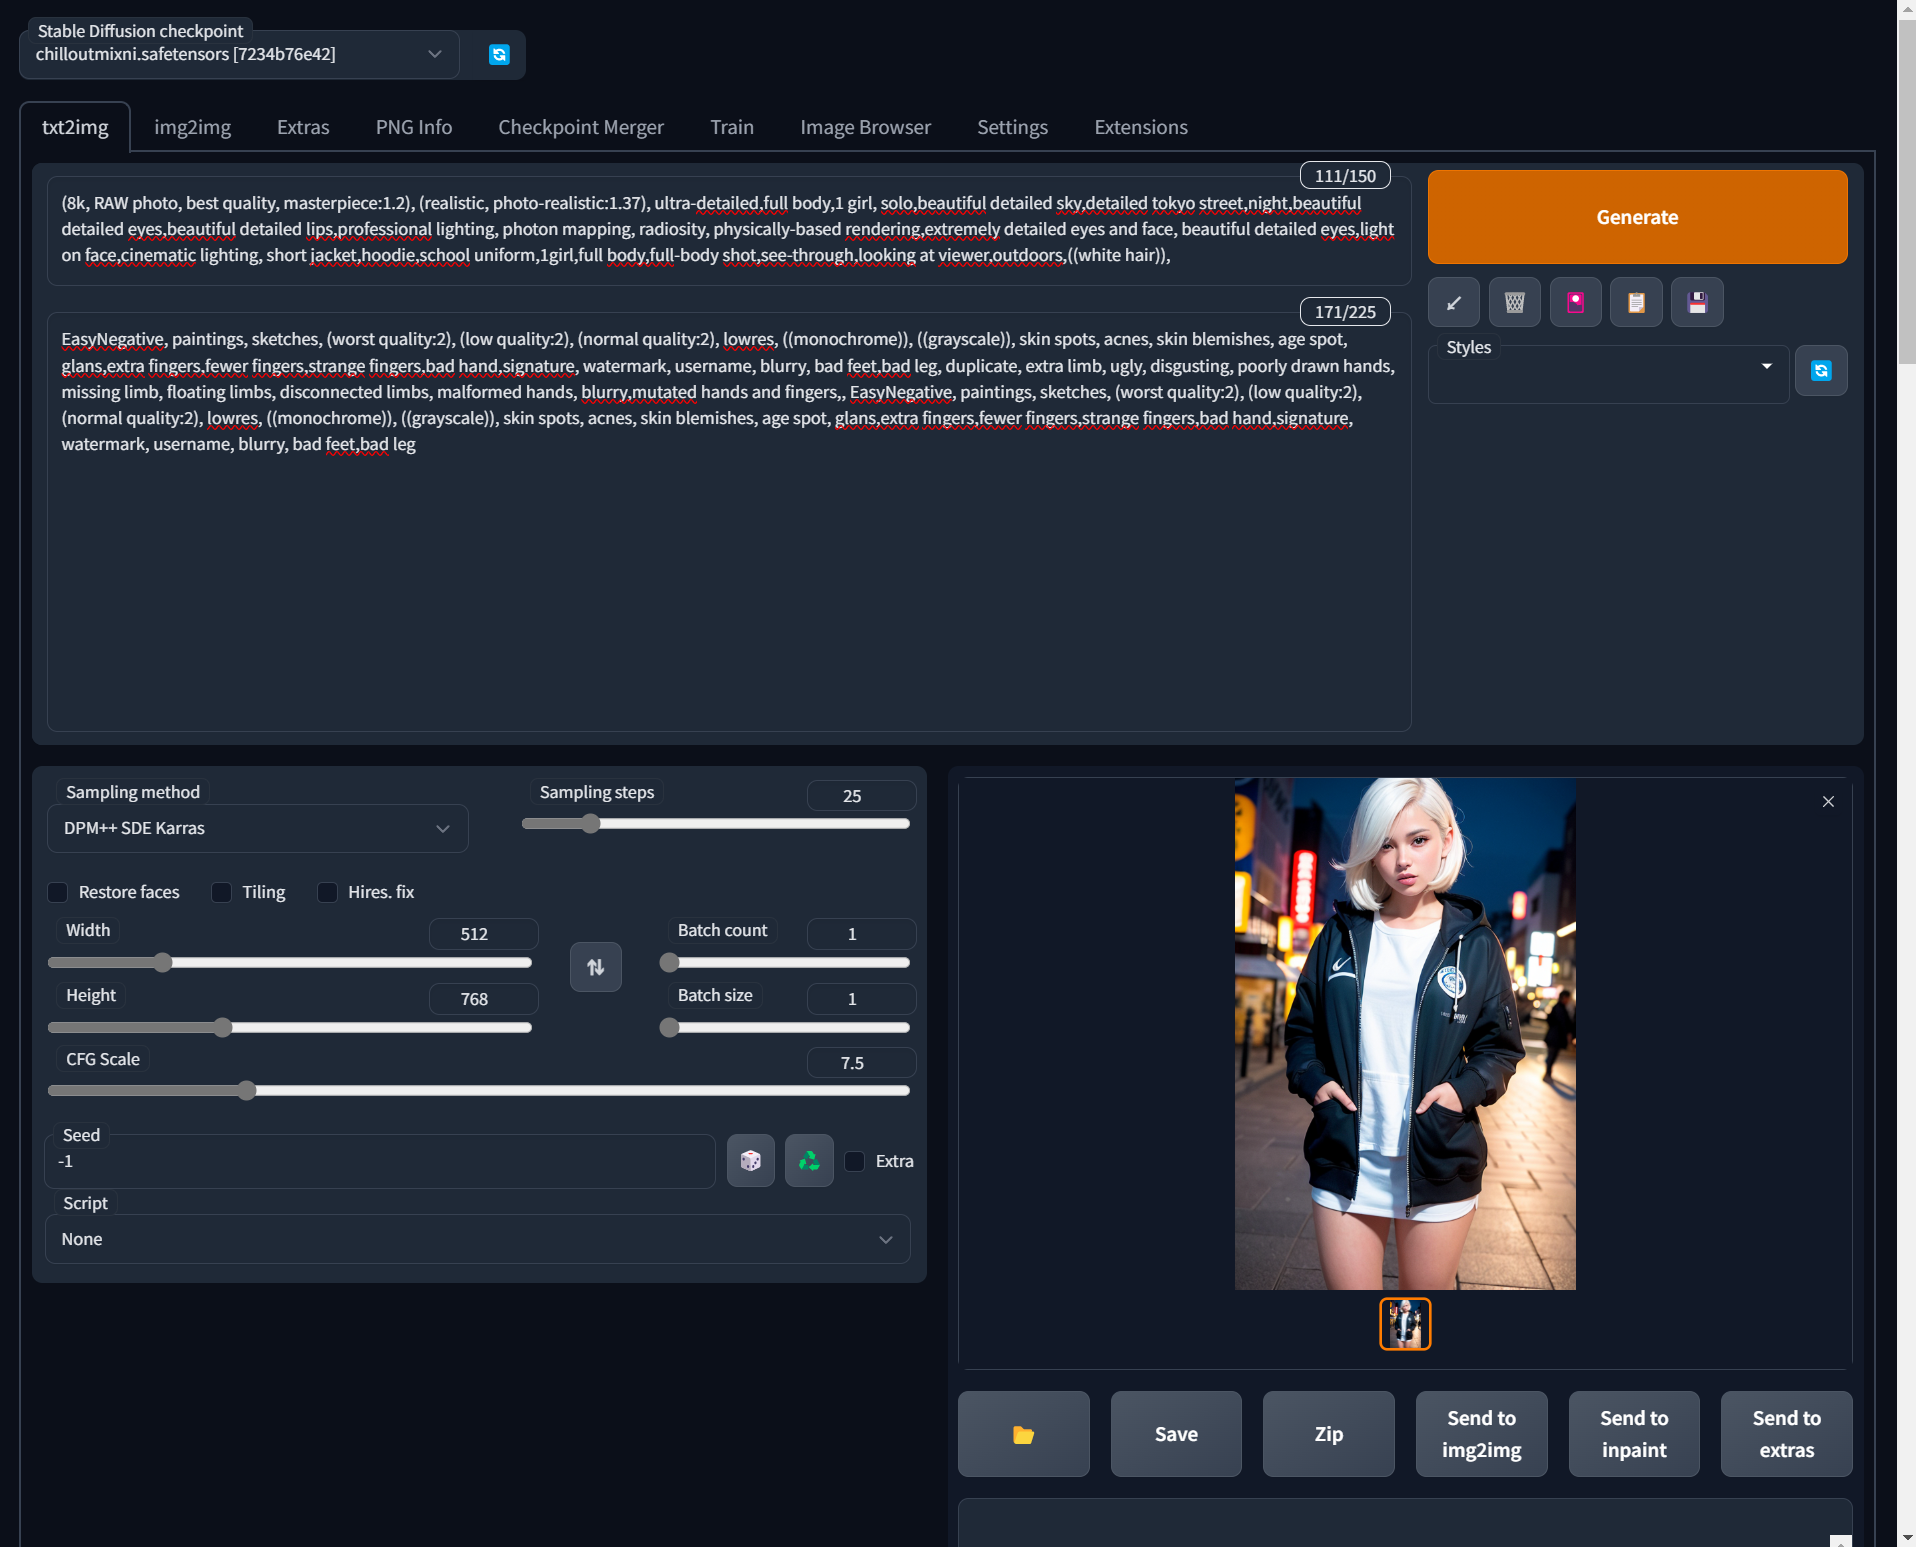 Stable Diffusion checkpoint
chilloutmixni.safetensors [7234b76e42]
txt2img
img2img
Extras
PNG Info
Checkpoint Merger
Train
Image Browser
Settings
Extensions
111/150
(8k, RAW photo, best quality, masterpiece:1.2), (realistic, photo-realistic:1.37), ultra-detailed,full body,1 girl, solo,beautiful detailed sky,detailed tokyo street,night,beautiful
detailed eyes,beautiful detailed lips,professional lighting, photon mapping, radiosity, physically-based rendering,extremely detailed eyes and face, beautiful detailed eyes,light
on face,cinematic lighting, short jacket,hoodie,school uniform,1girl,full body,full-body shot,see-through,looking at viewer,outdoors,((white hair)),
Generate
171/225
EasyNegative, paintings, sketches, (worst quality:2), (low quality:2), (normal quality:2), lowres, ((monochrome)), ((grayscale)), skin spots, acnes, skin blemishes, age spot,
glans,extra fingers,fewer fingers,strange fingers,bad hand,signature, watermark, username, blurry, bad feet,bad leg, duplicate, extra limb, ugly, disgusting, poorly drawn hands,
missing limb, floating limbs, disconnected limbs, malformed hands, blurry,mutated hands and fingers,, EasyNegative, paintings, sketches, (worst quality:2), (low quality:2),
(normal quality:2), lowres, ((monochrome)), ((grayscale)), skin spots, acnes, skin blemishes, age spot, glans,extra fingers,fewer fingers,strange fingers,bad hand,signature,
watermark, username, blurry, bad feet,bad leg
Styles
Sampling method
DPM++ SDE Karras
Sampling steps
25
Restore faces
Tiling
Hires. fix
Width
512
Batch count
1
Height
768
Batch size
1
CFG Scale
7.5
Seed
-1
Extra
Script
None
Save
Zip
Send to
img2img
Send to
inpaint
Send to
extras